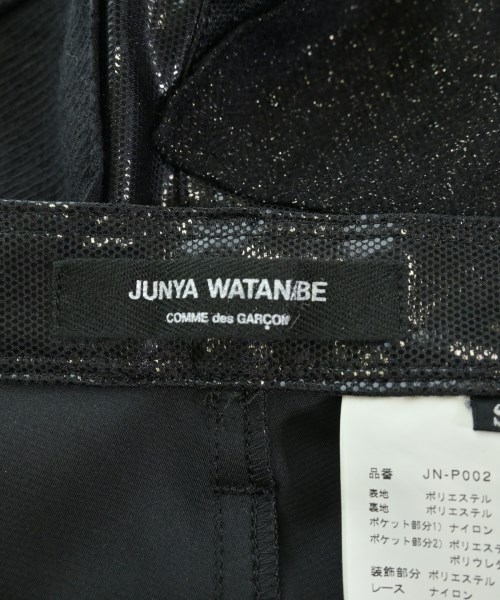 JUNYA WATANABE
COMME des GARÇON
S
品番 JN-P002
表地 ポリエステル
裏地 ポリエステル
ポケット部分1) ナイロン
ポケット部分2) ポリエステ
ポリウレタ
装飾部分 ポリエステル
レース ナイロン